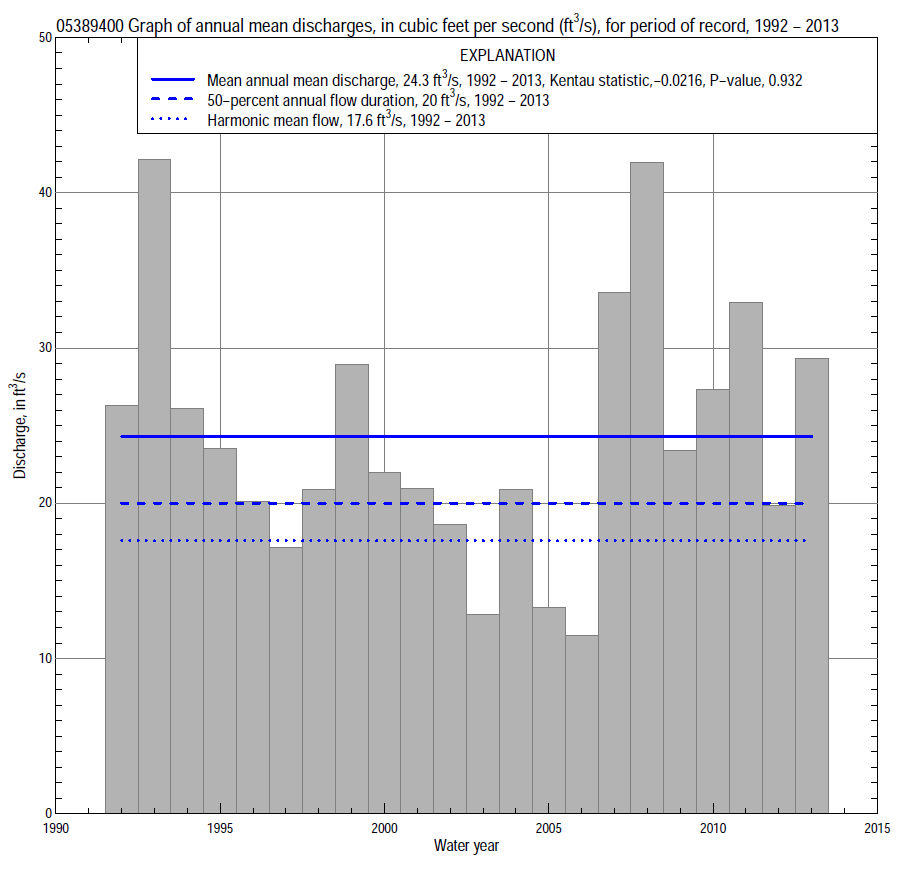 05389400 Graph of annual mean discharges, in cubic feet per second (ft³/s), for period of record, 1992 – 2013
EXPLANATION
Mean annual mean discharge, 24.3 ft³/s, 1992 – 2013, Kentau statistic,–0.0216, P–value, 0.932
50–percent annual flow duration, 20 ft³/s, 1992 – 2013
Harmonic mean flow, 17.6 ft³/s, 1992 – 2013
50
40
30
20
10
0
Discharge, in ft³/s
1990
1995
2000
2005
2010
2015
Water year